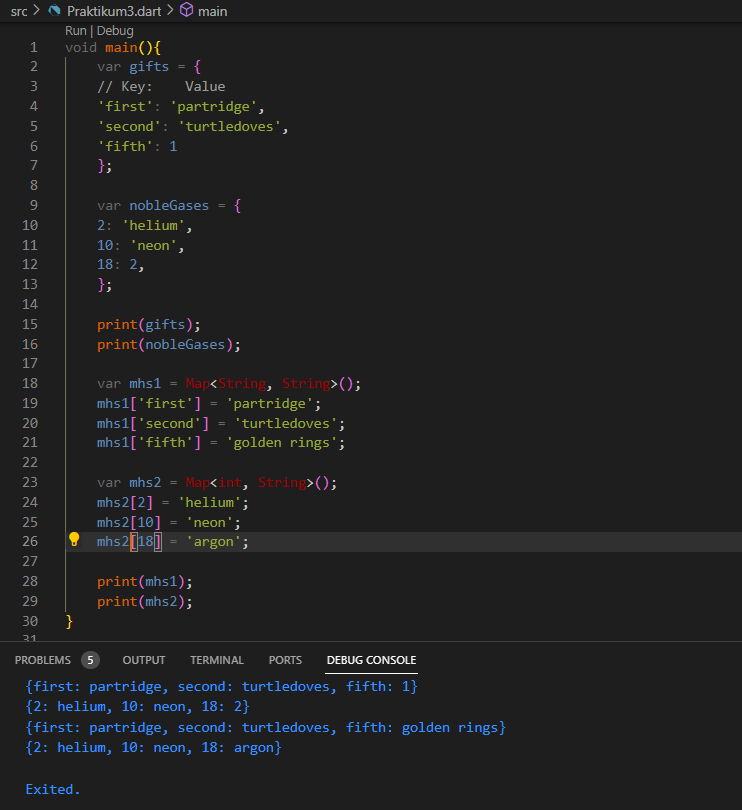 src > Praktikum3.dart > main
Run | Debug
1 void main(){
2     var gifts = {
3     // Key:    Value
4     'first': 'partridge',
5     'second': 'turtledoves',
6     'fifth': 1
7     };
8
9     var nobleGases = {
10     2: 'helium',
11     10: 'neon',
12     18: 2,
13     };
14
15     print(gifts);
16     print(nobleGases);
17
18     var mhs1 = Map<String, String>();
19     mhs1['first'] = 'partridge';
20     mhs1['second'] = 'turtledoves';
21     mhs1['fifth'] = 'golden rings';
22
23     var mhs2 = Map<int, String>();
24     mhs2[2] = 'helium';
25     mhs2[10] = 'neon';
26     mhs2[18] = 'argon';
27
28     print(mhs1);
29     print(mhs2);
30 }
31
PROBLEMS 5 OUTPUT TERMINAL PORTS DEBUG CONSOLE
{first: partridge, second: turtledoves, fifth: 1}
{2: helium, 10: neon, 18: 2}
{first: partridge, second: turtledoves, fifth: golden rings}
{2: helium, 10: neon, 18: argon}
Exited.